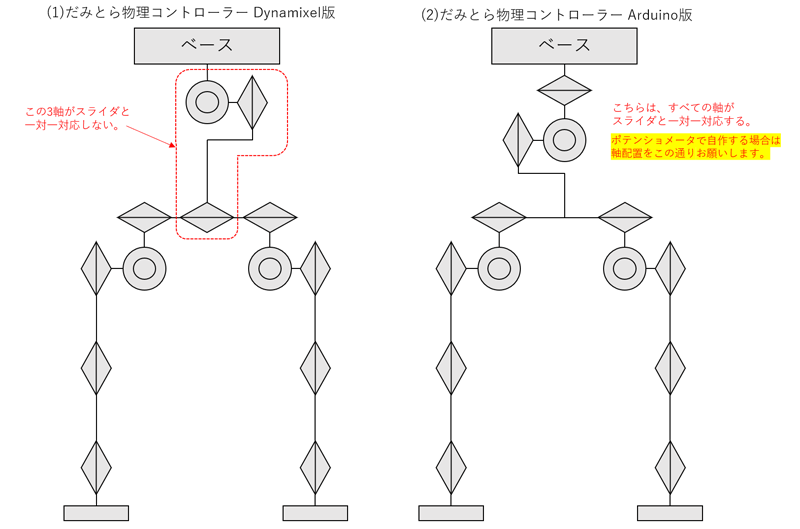 (1)だみとら物理コントローラー Dynamixel版
ベース
この3軸がスライダと
一対一対応しない。
(2)だみとら物理コントローラー Arduino版
ベース
こちらは、すべての軸が
スライダと一対一対応する。
ポテンショメータで自作する場合は
軸配置をこの通りお願いします。